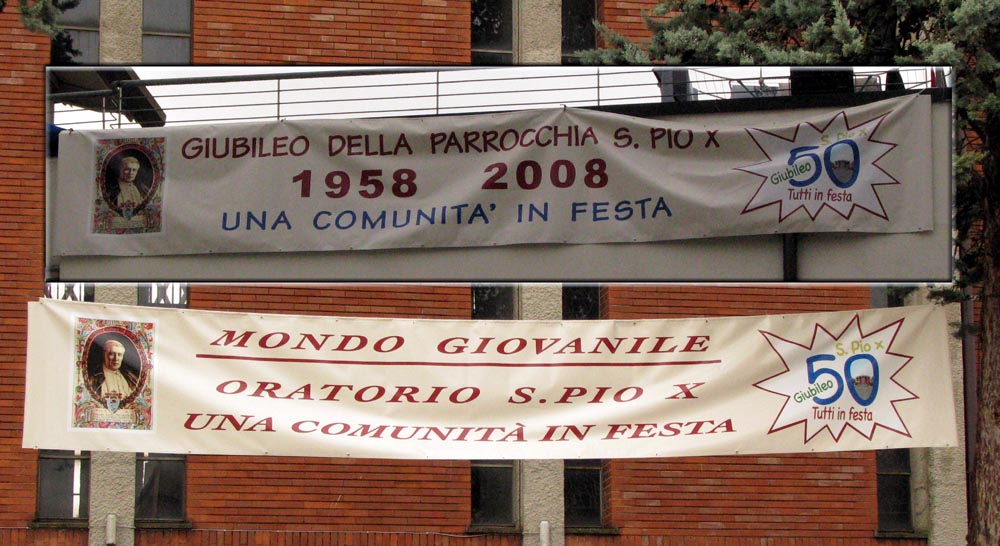 GIUBILEO DELLA PARROCCHIA S. PIO X
1958 2008
UNA COMUNITA' IN FESTA
S. Pio x
50
Giubileo
Tutti in festa
MONDO GIOVANILE
ORATORIO S. PIO X
UNA COMUNITÀ IN FESTA
S. Pio x
50
Giubileo
Tutti in festa